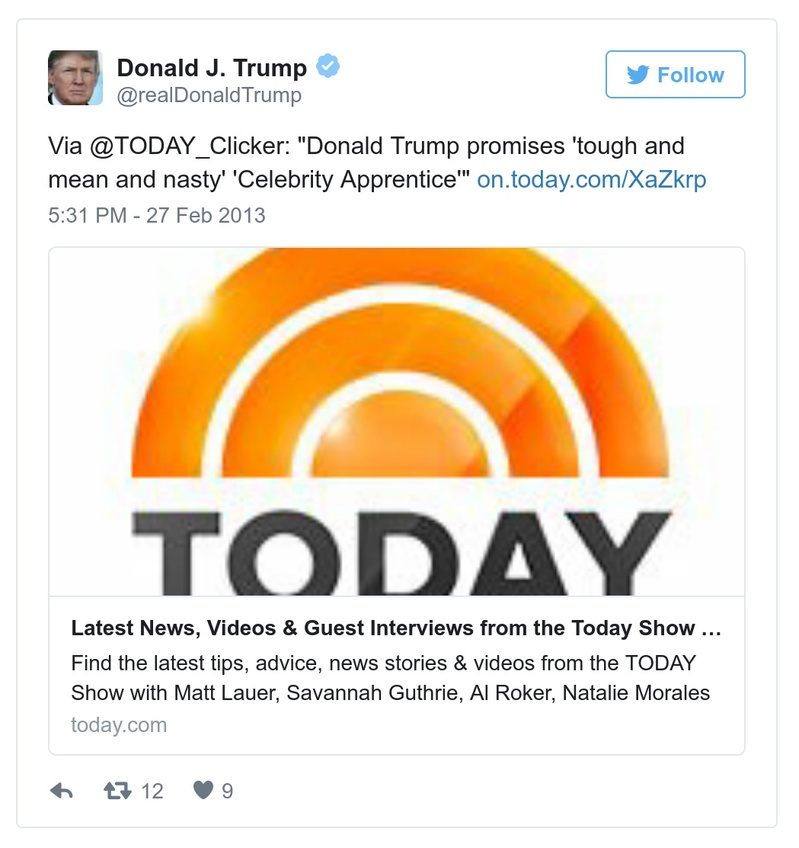 Donald J. Trump
@realDonaldTrump
Follow
Via @TODAY_Clicker: "Donald Trump promises 'tough and
mean and nasty' 'Celebrity Apprentice'" on.today.com/XaZkrp
5:31 PM - 27 Feb 2013
TODAY
Latest News, Videos & Guest Interviews from the Today Show ...
Find the latest tips, advice, news stories & videos from the TODAY
Show with Matt Lauer, Savannah Guthrie, Al Roker, Natalie Morales
today.com
12 9